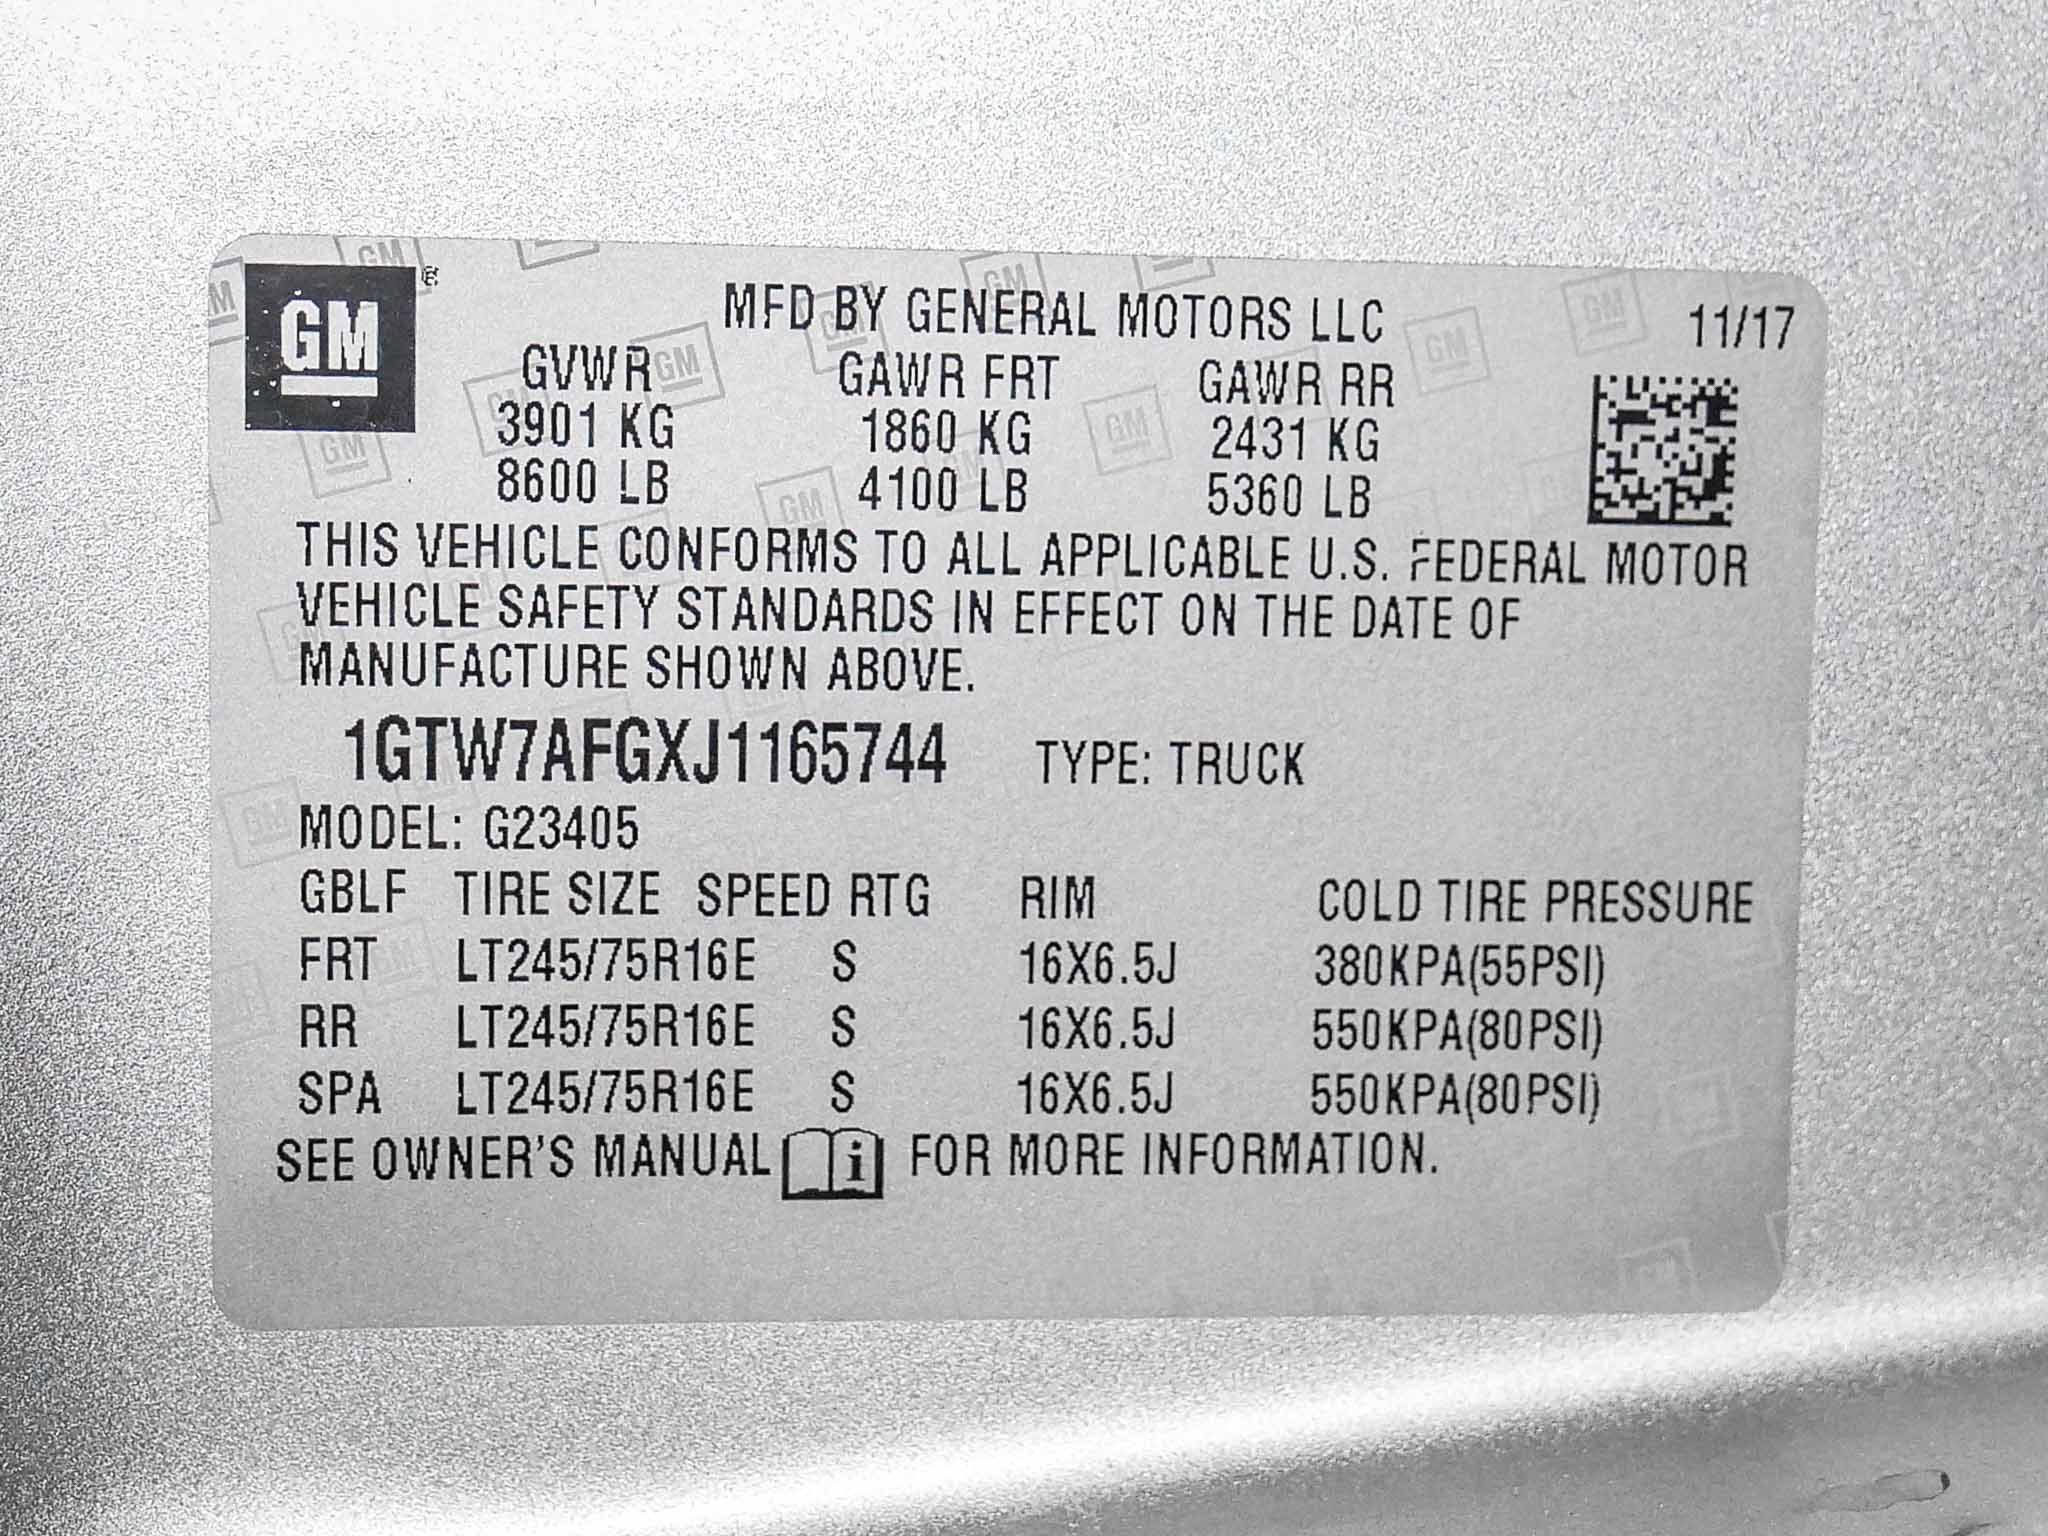 GM
MFD BY GENERAL MOTORS LLC 11/17
GVWR GAWR FRT GAWR RR
3901 KG 1860 KG 2431 KG
8600 LB 4100 LB 5360 LB
THIS VEHICLE CONFORMS TO ALL APPLICABLE U.S. FEDERAL MOTOR
VEHICLE SAFETY STANDARDS IN EFFECT ON THE DATE OF
MANUFACTURE SHOWN ABOVE.
1GTW7AFGXJ1165744 TYPE: TRUCK
MODEL: G23405
GBLF TIRE SIZE SPEED RTG RIM COLD TIRE PRESSURE
FRT LT245/75R16E S 16X6.5J 380KPA(55PSI)
RR LT245/75R16E S 16X6.5J 550KPA(80PSI)
SPA LT245/75R16E S 16X6.5J 550KPA(80PSI)
SEE OWNER'S MANUAL i FOR MORE INFORMATION.